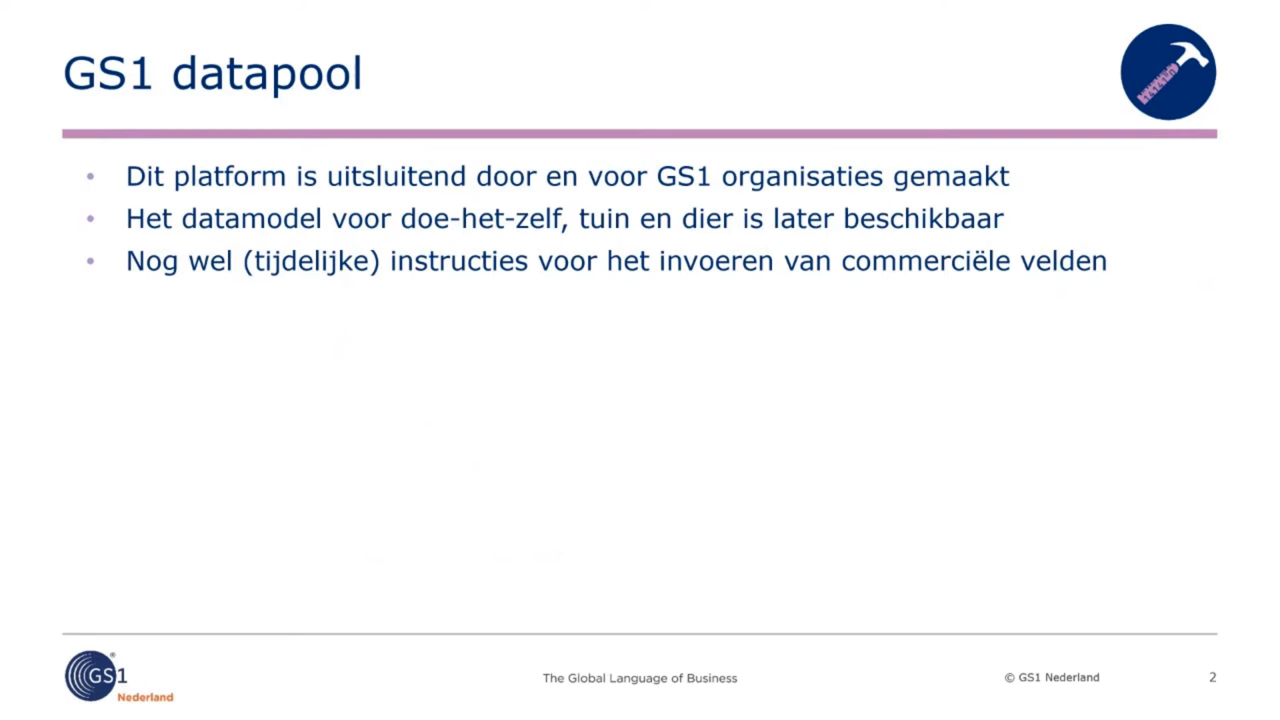 GS1 datapool
• Dit platform is uitsluitend door en voor GS1 organisaties gemaakt
• Het datamodel voor doe-het-zelf, tuin en dier is later beschikbaar
• Nog wel (tijdelijke) instructies voor het invoeren van commerciële velden
GS1 ®
Nederland
The Global Language of Business
© GS1 Nederland
2